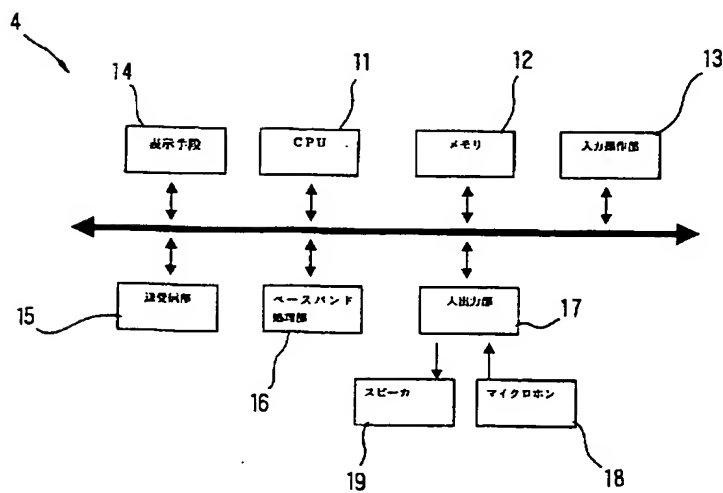 4
14
11
12
13
表示手段
CPU
メモリ
入力操作部
送受信部
ベースバンド
処理部
入出力部
15
16
17
スピーカ
マイクロホン
19
18